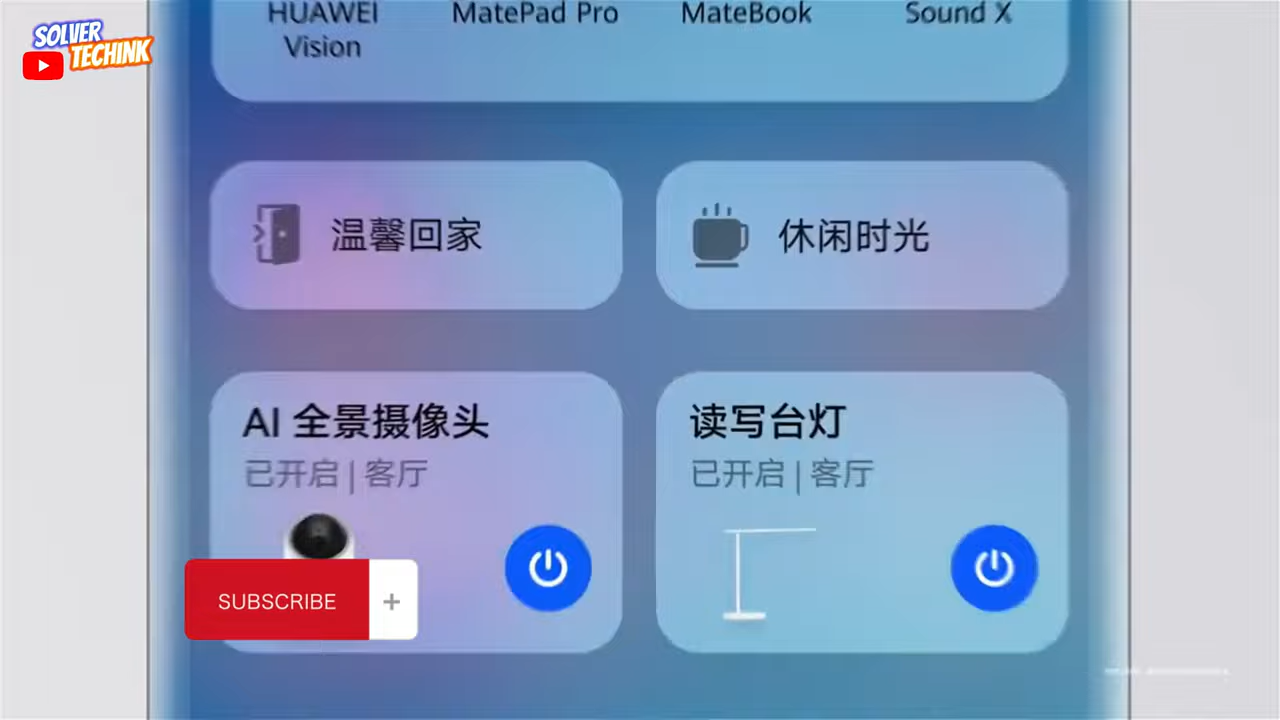 SOLVER
TECHINK
HUAWEI
Vision
MatePad Pro
MateBook
Sound X
温馨回家
休闲时光
AI 全景摄像头
已开启 | 客厅
读写台灯
已开启 | 客厅
SUBSCRIBE
+